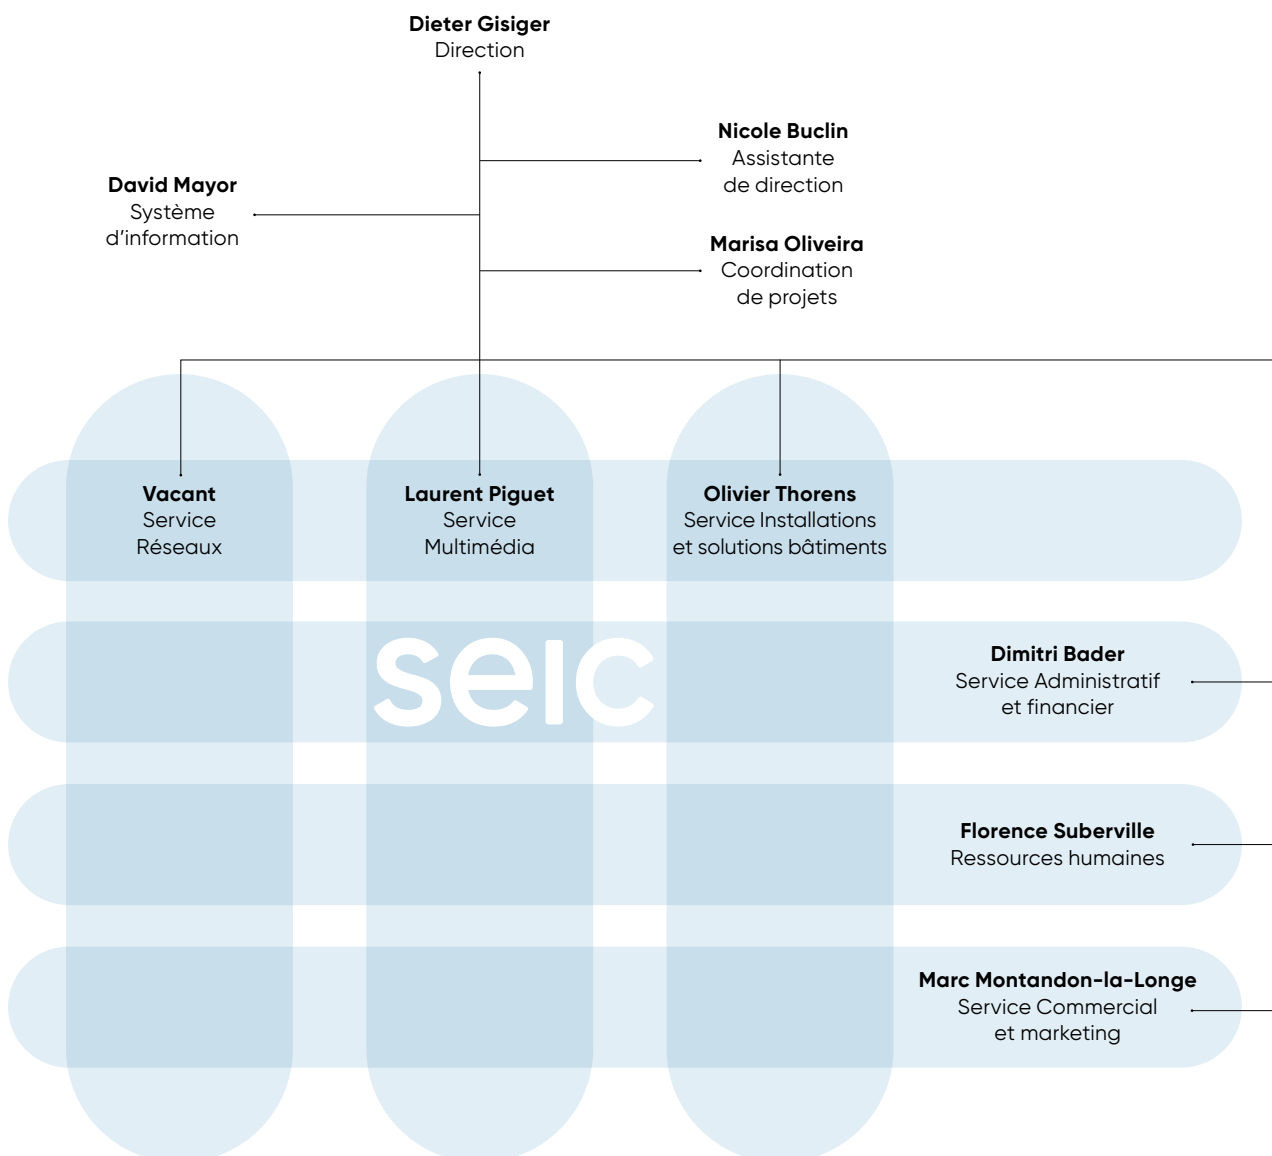 Dieter Gisiger
Direction
Nicole Buclin
Assistante
de direction
David Mayor
Système
d'information
Marisa Oliveira
Coordination
de projets
Vacant
Service
Réseaux
Laurent Piguet
Service
Multimédia
Olivier Thorens
Service Installations
et solutions bâtiments
seic
Dimitri Bader
Service Administratif
et financier
Florence Suberville
Ressources humaines
Marc Montandon-la-Longe
Service Commercial
et marketing